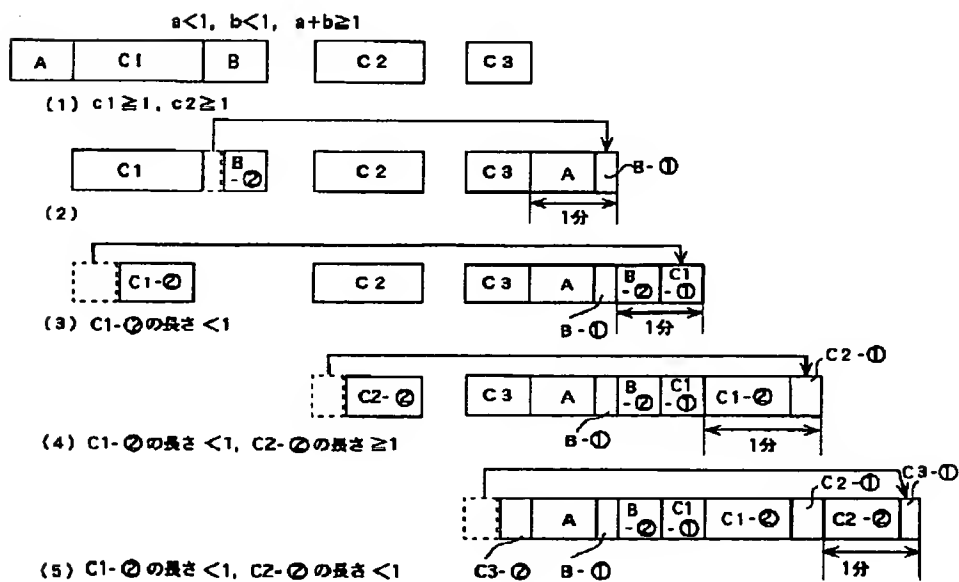 a<1, b<1, a+b≧1
A C1 B C2 C3
(1) c1≧1, c2≧1
C1 B-② C2 C3 A B-①
(2)
1分
C1-② C2 C3 A B-② C1-①
(3) C1-②の長さ<1
B-① 1分
C2-①
C2-② C3 A B-② C1-① C1-②
B-①
(4) C1-②の長さ<1, C2-②の長さ≧1
1分
C2-① C3-①
A B-② C1-① C1-② C2-②
(5) C1-②の長さ<1, C2-②の長さ<1
C3-② B-① 1分